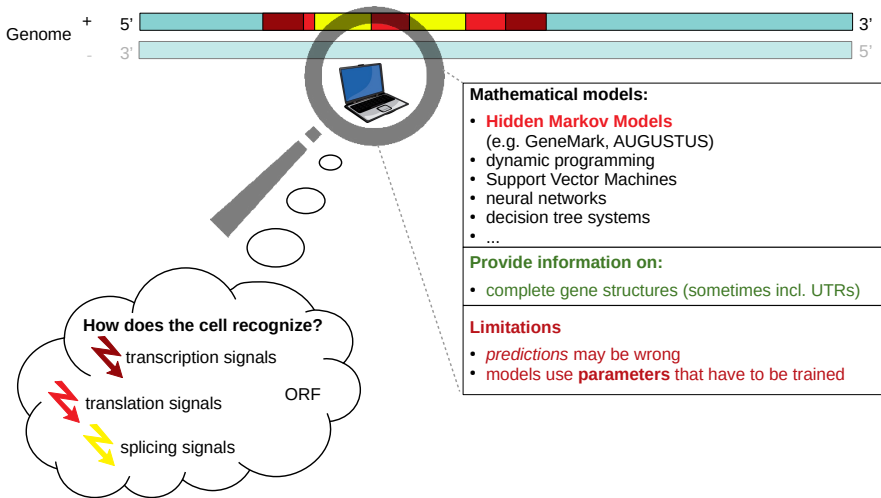 Genome
+ 5’ 3’
- 3’ 5’
Mathematical models:
• Hidden Markov Models
(e.g. GeneMark, AUGUSTUS)
• dynamic programming
• Support Vector Machines
• neural networks
• decision tree systems
• ...
Provide information on:
• complete gene structures (sometimes incl. UTRs)
Limitations
• predictions may be wrong
• models use parameters that have to be trained
How does the cell recognize?
transcription signals
ORF
translation signals
splicing signals